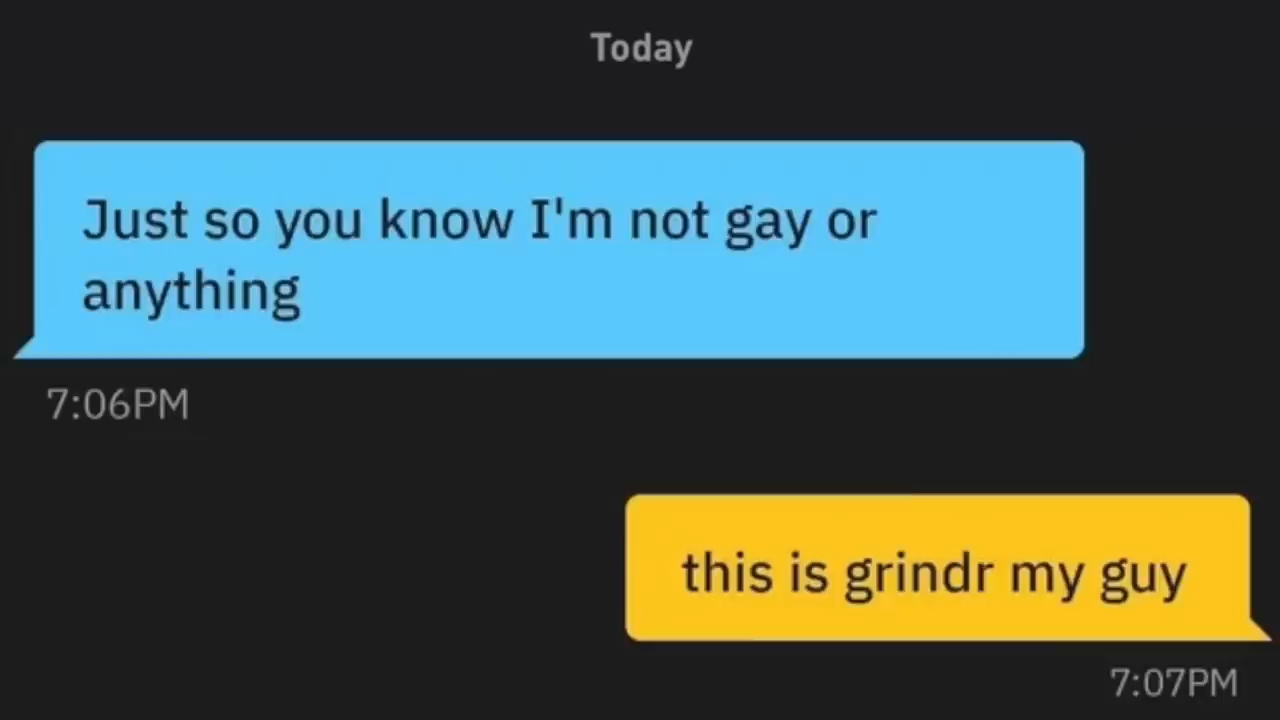 Today
Just so you know I'm not gay or
anything
7:06PM
this is grindr my guy
7:07PM